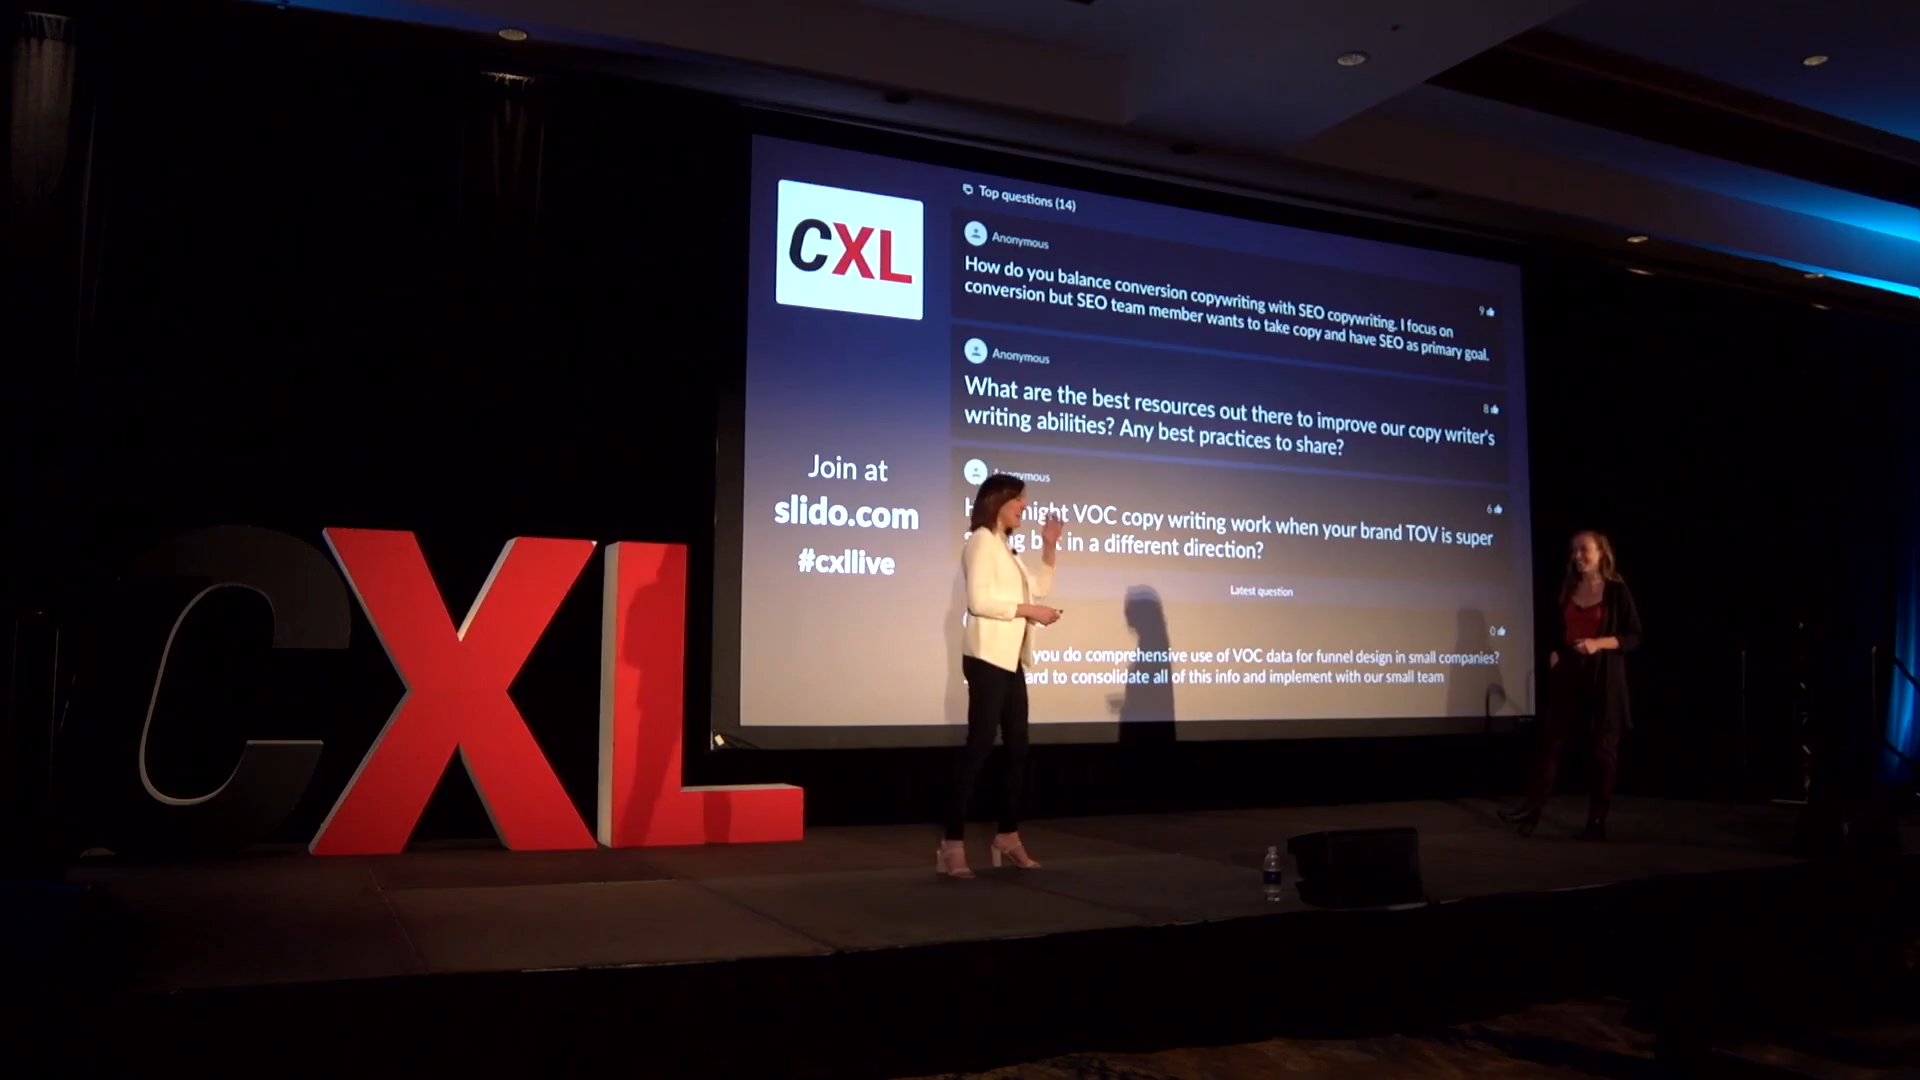 CXL
Top questions (14)
Anonymous
How do you balance conversion copywriting with SEO copywriting. I focus on
conversion but SEO team member wants to take copy and have SEO as primary goal.
9
Anonymous
What are the best resources out there to improve our copy writer's
writing abilities? Any best practices to share?
8
VOC copy writing work when your brand TOV is super
in a different direction?
6
Latest question
0
you do comprehensive use of VOC data for funnel design in small companies?
to consolidate all of this info and implement with our small team
Join at
slido.com
#cxllive
CXL